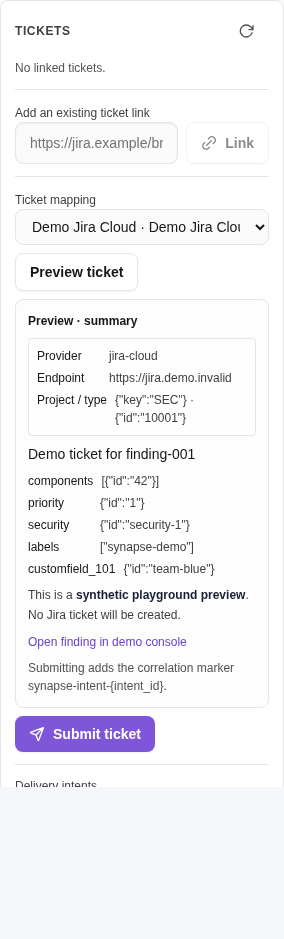 TICKETS
No linked tickets.
Add an existing ticket link
https://jira.example/br
Link
Ticket mapping
Demo Jira Cloud · Demo Jira Clou
Preview ticket
Preview · summary
Provider jira-cloud
Endpoint https://jira.demo.invalid
Project / type {"key":"SEC"} ·
{"id":"10001"}
Demo ticket for finding-001
components [{"id":"42"}]
priority {"id":"1"}
security {"id":"security-1"}
labels ["synapse-demo"]
customfield_101 {"id":"team-blue"}
This is a synthetic playground preview.
No Jira ticket will be created.
Open finding in demo console
Submitting adds the correlation marker
synapse-intent-{intent_id}.
Submit ticket
Delivery intents